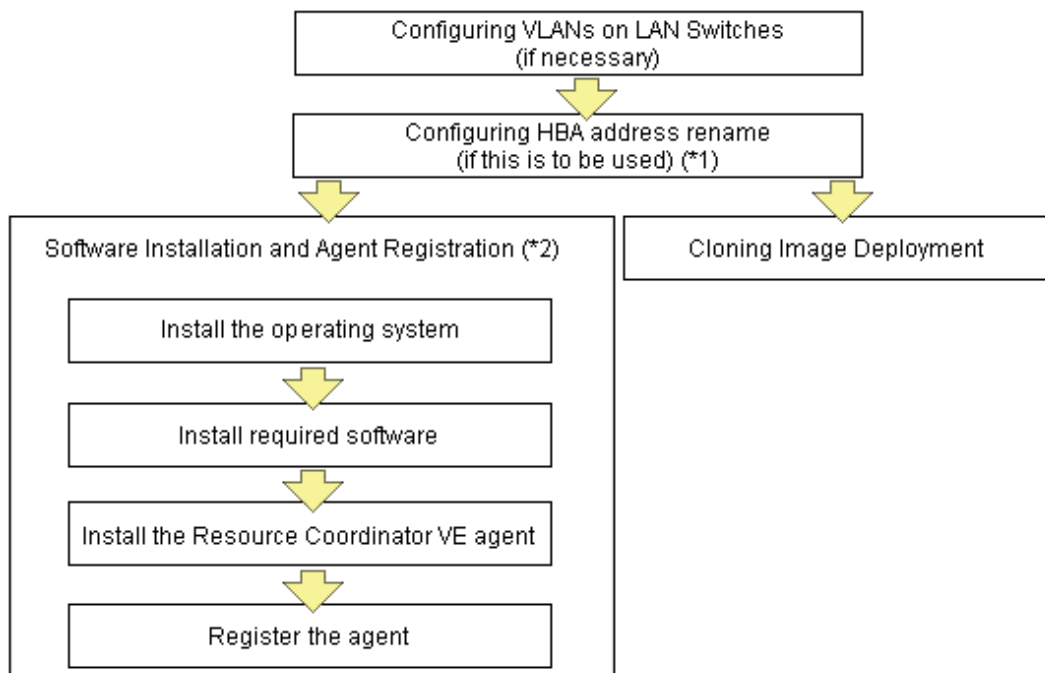 Configuring VLANs on LAN Switches
(if necessary)
Configuring HBA address rename
(if this is to be used) (*1)
Software Installation and Agent Registration (*2)
Cloning Image Deployment
Install the operating system
Install required software
Install the Resource Coordinator VE agent
Register the agent